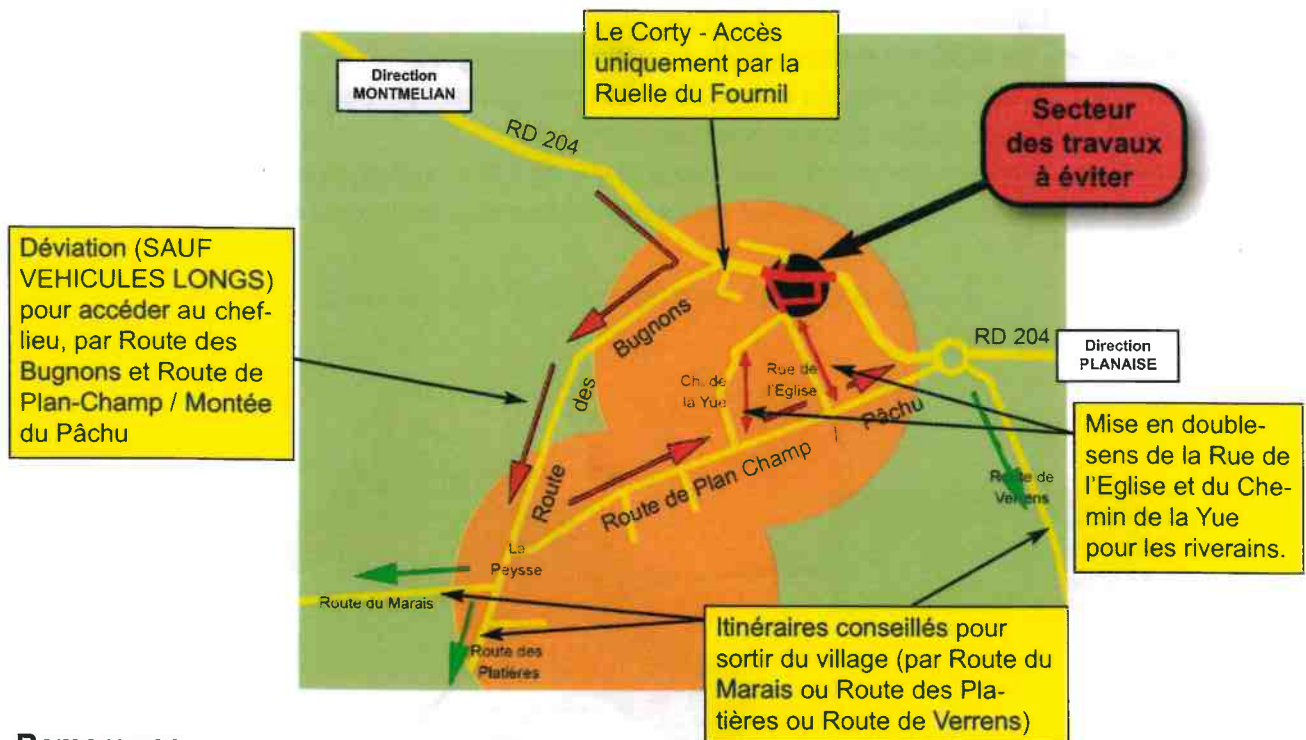 Le Corty - Accès
uniquement par la
Ruelle du Fournil
Direction
MONTMELIAN
RD 204
Secteur
des travaux
à éviter
Déviation (SAUF
VEHICULES LONGS)
pour accéder au chef-
lieu, par Route des
Bugnons et Route de
Plan-Champ / Montée
du Pâchu
Route des Bugnons
Ch. de
la Yue
Rue de
l'Eglise
RD 204
Direction
PLANAISE
Route de Plan Champ / Pâchu
Mise en double-
sens de la Rue de
l'Eglise et du Che-
min de la Yue
pour les riverains.
Route de
Verrens
La
Peysse
Route du Marais
Route des
Platières
Itinéraires conseillés pour
sortir du village (par Route du
Marais ou Route des Pla-
tières ou Route de Verrens)